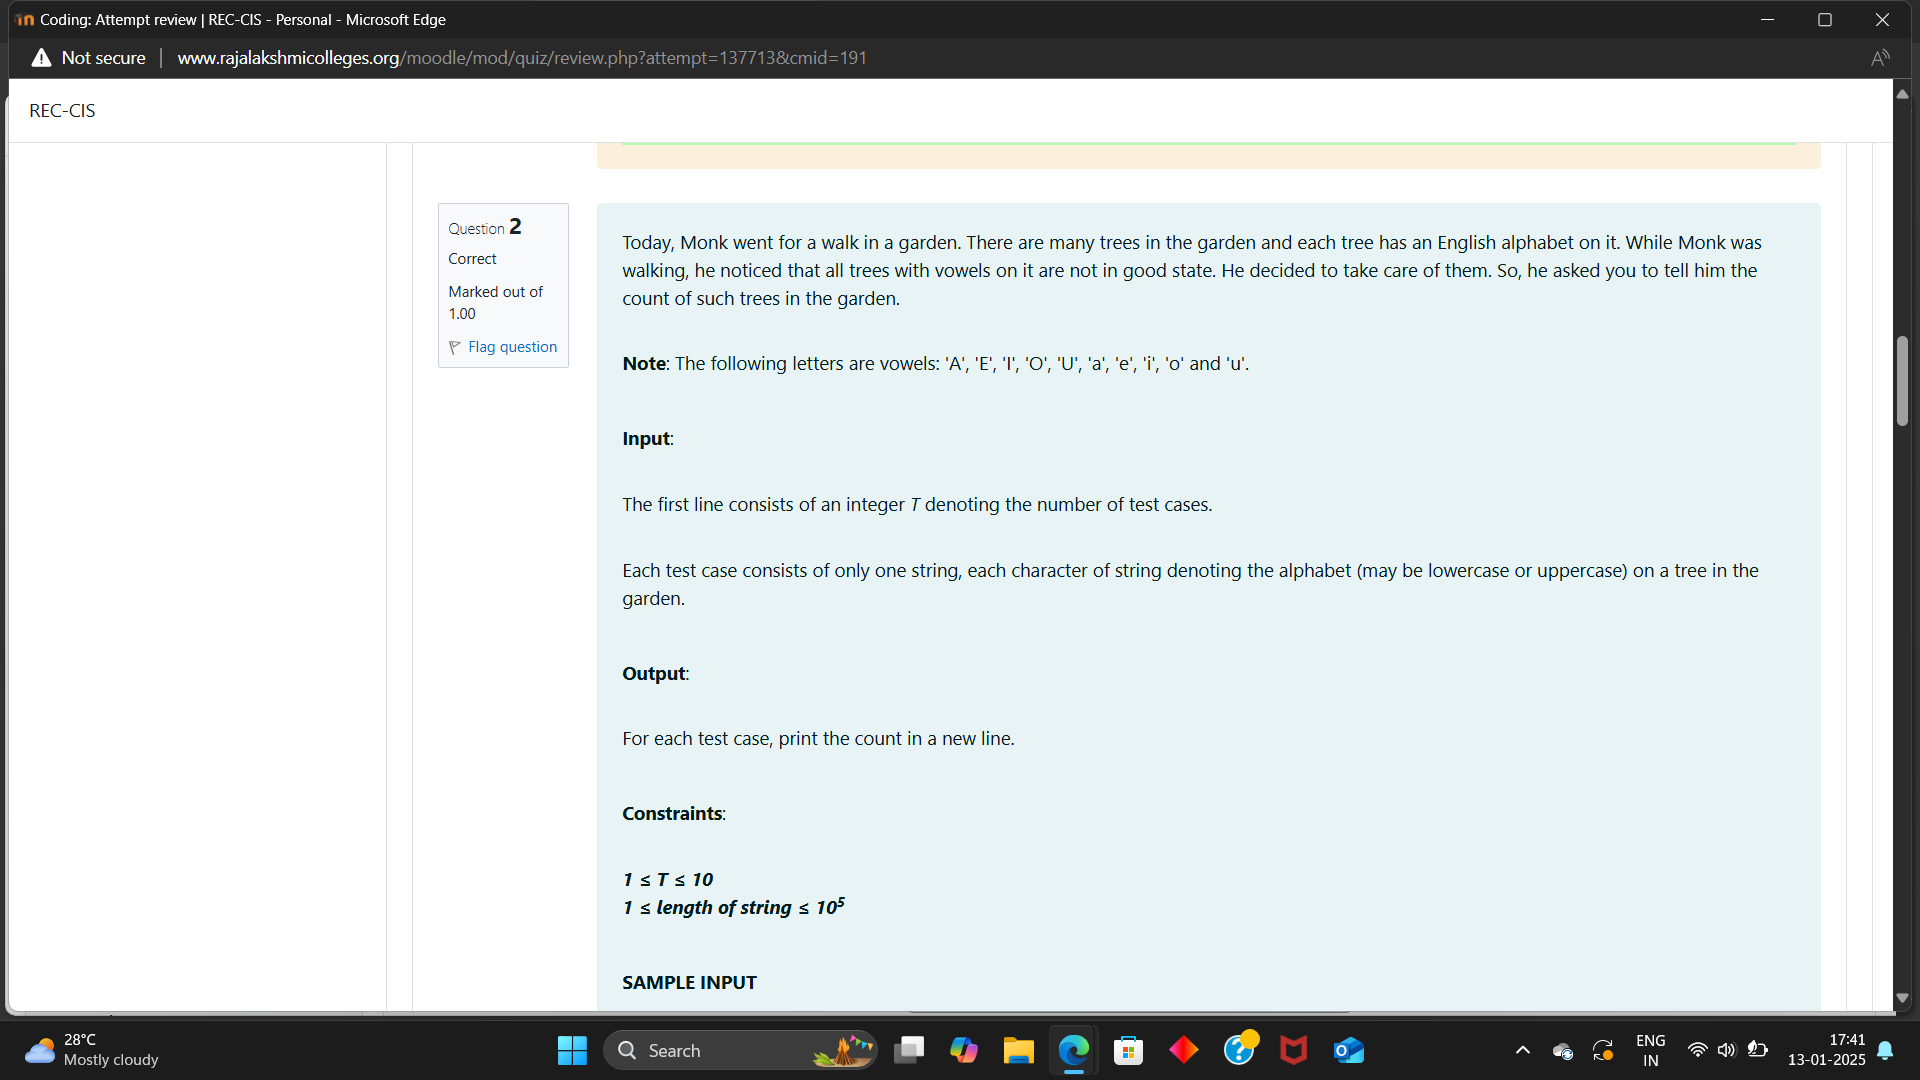 Coding: Attempt review | REC-CIS - Personal - Microsoft Edge
Not secure | www.rajalakshmicolleges.org/moodle/mod/quiz/review.php?attempt=137713&cmid=191
REC-CIS
Question 2
Correct
Marked out of
1.00
Flag question
Today, Monk went for a walk in a garden. There are many trees in the garden and each tree has an English alphabet on it. While Monk was
walking, he noticed that all trees with vowels on it are not in good state. He decided to take care of them. So, he asked you to tell him the
count of such trees in the garden.
Note: The following letters are vowels: 'A', 'E', 'I', 'O', 'U', 'a', 'e', 'i', 'o' and 'u'.
Input:
The first line consists of an integer T denoting the number of test cases.
Each test case consists of only one string, each character of string denoting the alphabet (may be lowercase or uppercase) on a tree in the
garden.
Output:
For each test case, print the count in a new line.
Constraints:
1 ≤ T ≤ 10
1 ≤ length of string ≤ 10⁵
SAMPLE INPUT
28°C
Mostly cloudy
Search
ENG
IN
17:41
13-01-2025